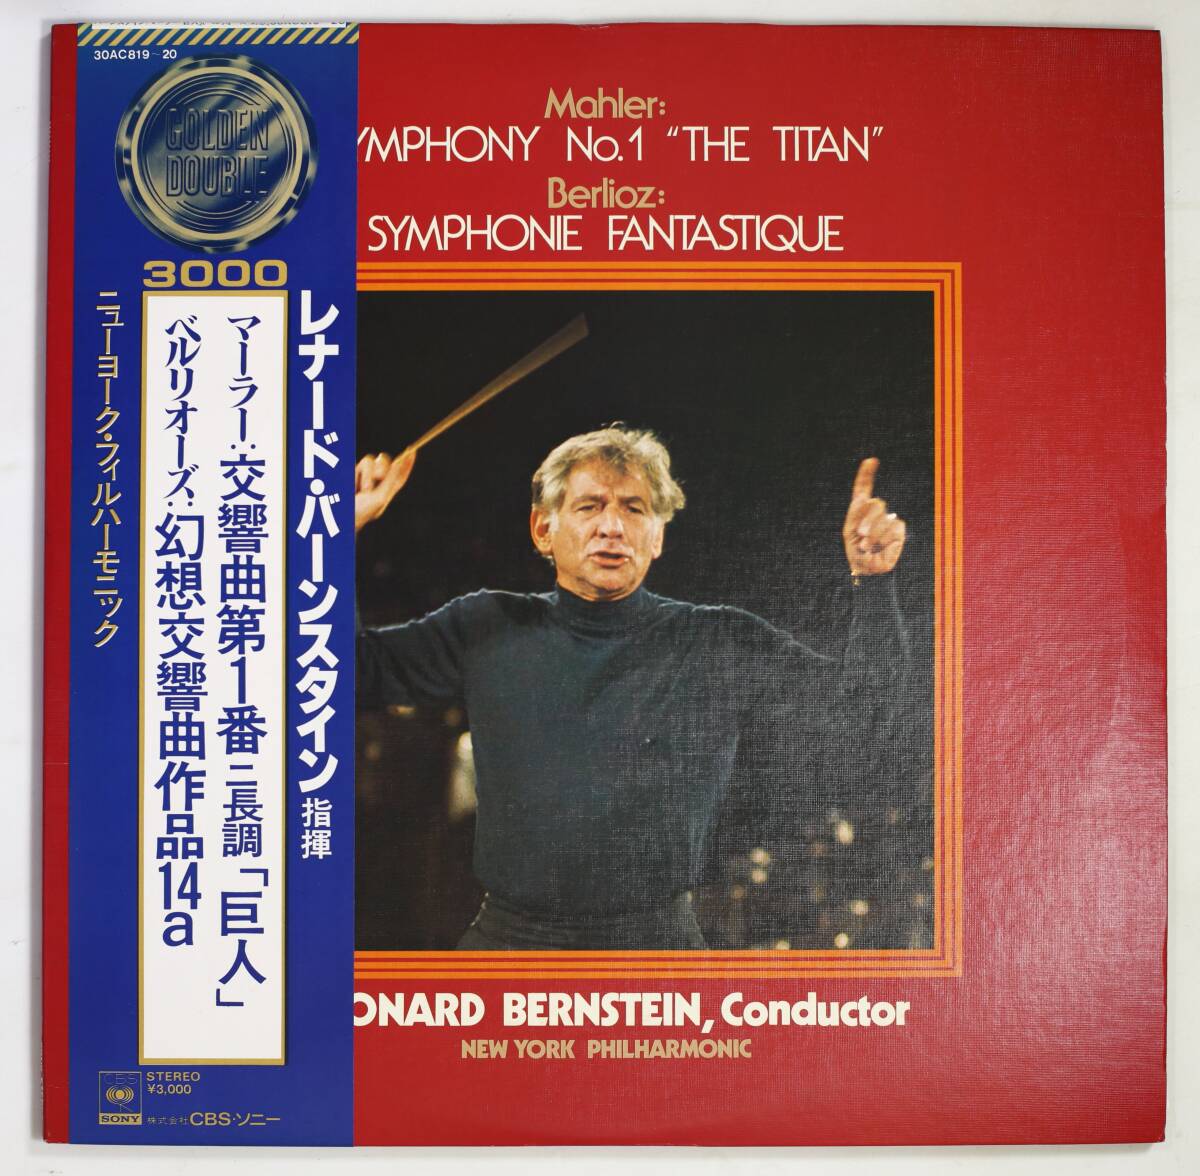 30AC819~20
GOLDEN
DOUBLE
3000
レナード・バーンスタイン指揮
マーラー:交響曲第1番ニ長調「巨人」
ベルリオーズ:幻想交響曲作品14a
ニューヨーク・フィルハーモニック
CBS
SONY
STEREO
¥3,000
株式会社CBS・ソニー
Mahler:
YMPHONY No.1 “THE TITAN”
Berlioz:
SYMPHONIE FANTASTIQUE
ONARD BERNSTEIN, Conductor
NEW YORK PHILHARMONIC